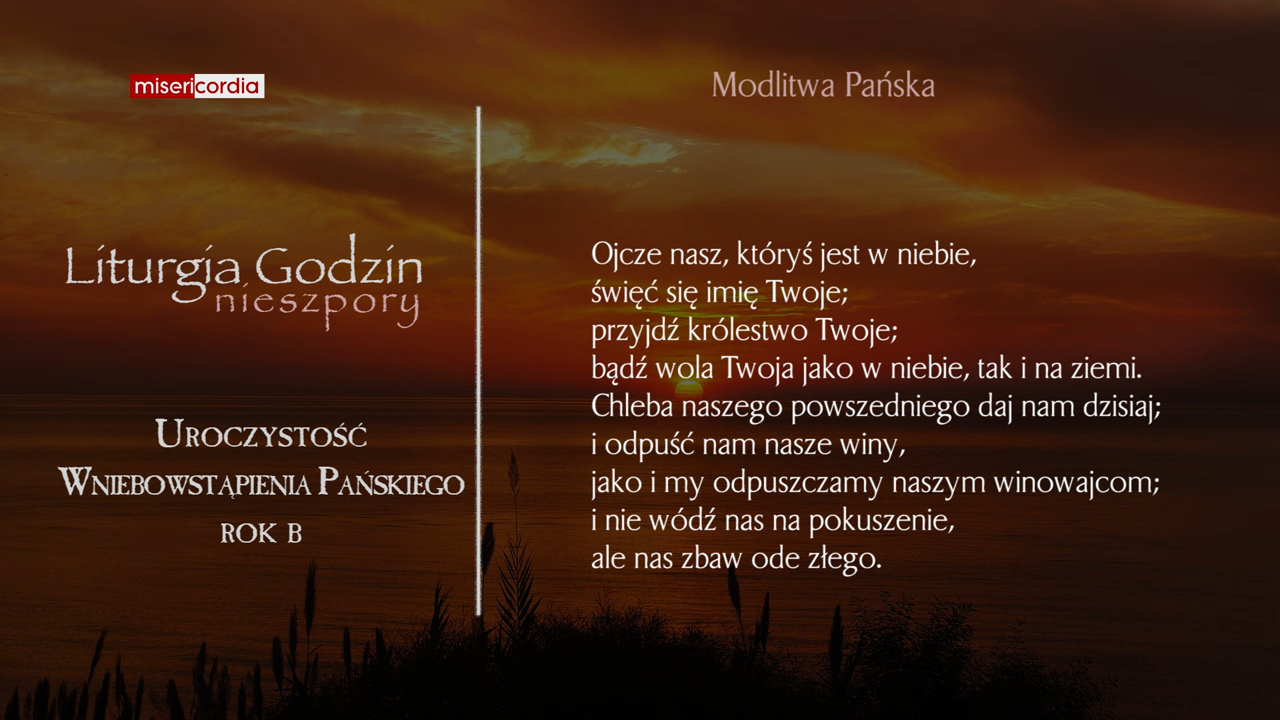 misericordia
Liturgia Godzin
nieszpory
Uroczystość
Wniebowstąpienia Pańskiego
rok B
Modlitwa Pańska
Ojcze nasz, któryś jest w niebie,
święć się imię Twoje;
przyjdź królestwo Twoje;
bądź wola Twoja jako w niebie, tak i na ziemi.
Chleba naszego powszedniego daj nam dzisiaj;
i odpuść nam nasze winy,
jako i my odpuszczamy naszym winowajcom;
i nie wódź nas na pokuszenie,
ale nas zbaw ode złego.